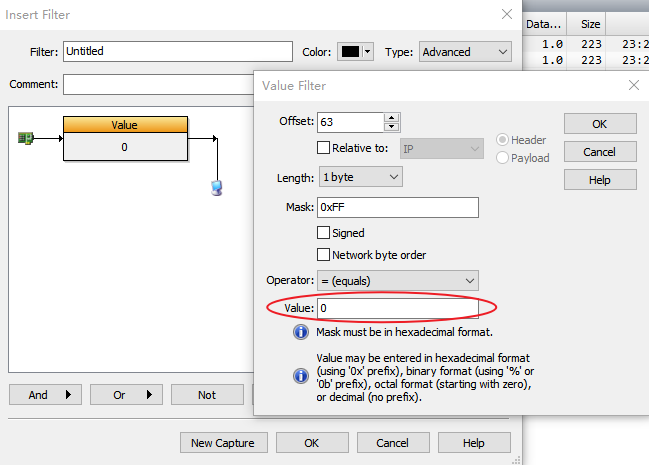 Insert Filter
Filter: Untitled Color: Type: Advanced
Comment:
Value
0
And Or Not
New Capture OK Cancel Help
Data... Size
1.0 223 23:2
1.0 223 23:2
Value Filter
Offset: 63
Relative to: IP
Header
Payload
Length: 1 byte
Mask: 0xFF
Signed
Network byte order
Operator: = (equals)
Value: 0
Mask must be in hexadecimal format.
Value may be entered in hexadecimal format
(using '0x' prefix), binary format (using '%' or
'0b' prefix), octal format (starting with zero),
or decimal (no prefix).
OK
Cancel
Help